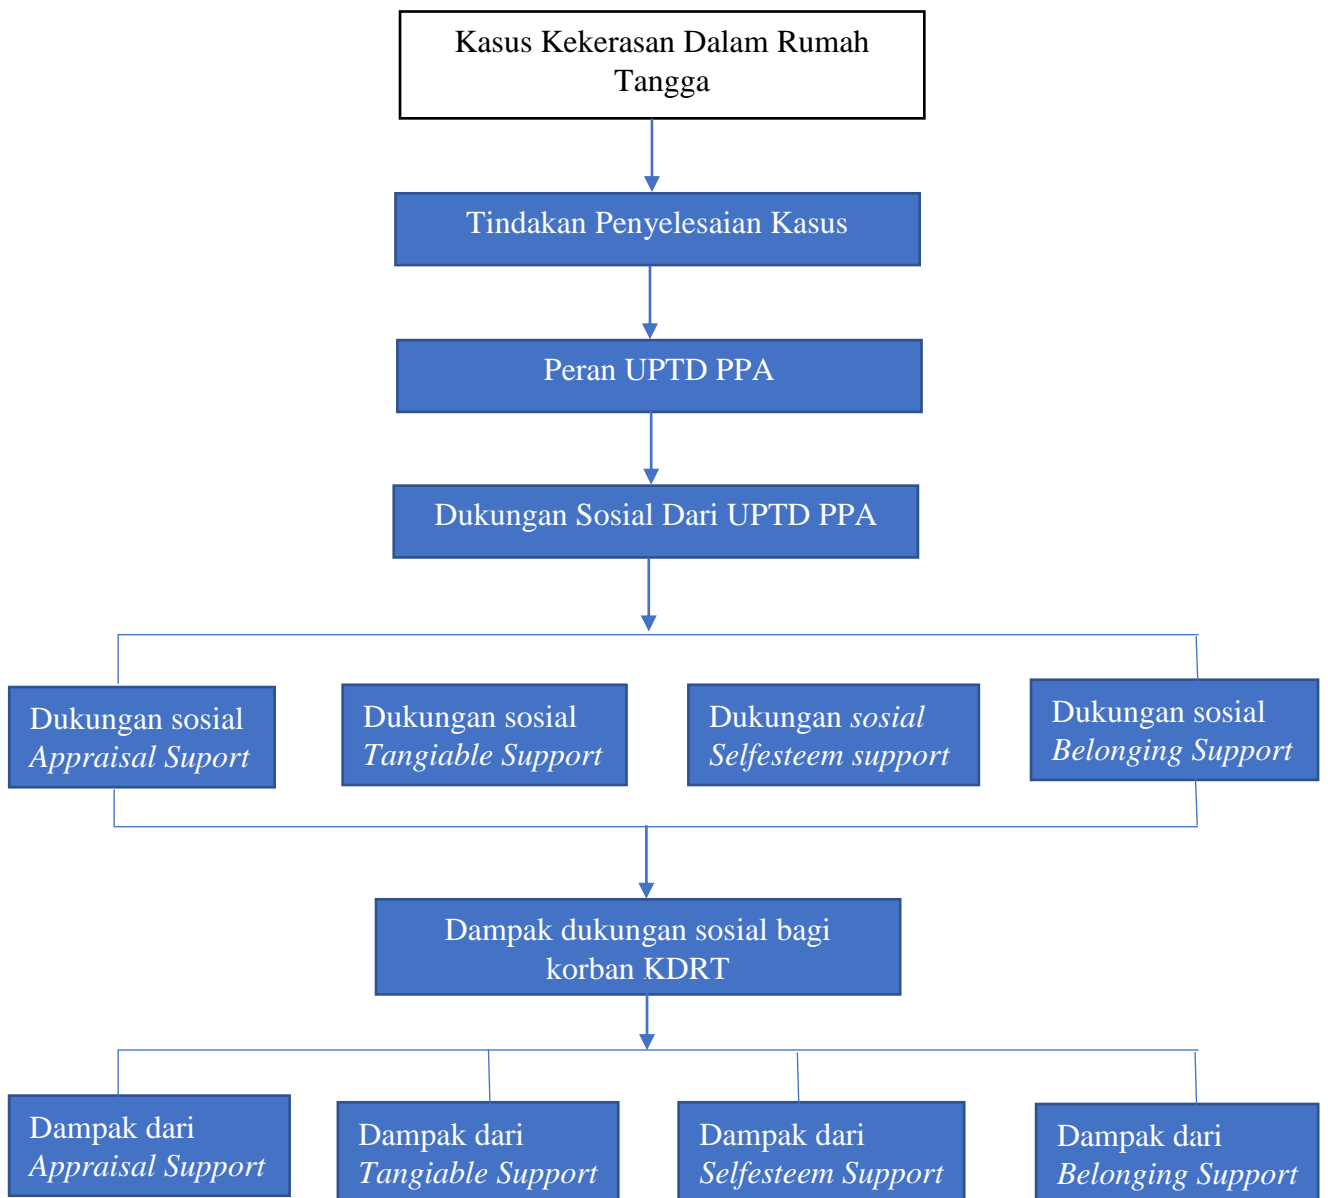 Kasus Kekerasan Dalam Rumah
Tangga
Tindakan Penyelesaian Kasus
Peran UPTD PPA
Dukungan Sosial Dari UPTD PPA
Dukungan sosial
Appraisal Suport
Dukungan sosial
Tangiable Support
Dukungan sosial
Selfesteem support
Dukungan sosial
Belonging Support
Dampak dukungan sosial bagi
korban KDRT
Dampak dari
Appraisal Support
Dampak dari
Tangiable Support
Dampak dari
Selfesteem Support
Dampak dari
Belonging Support